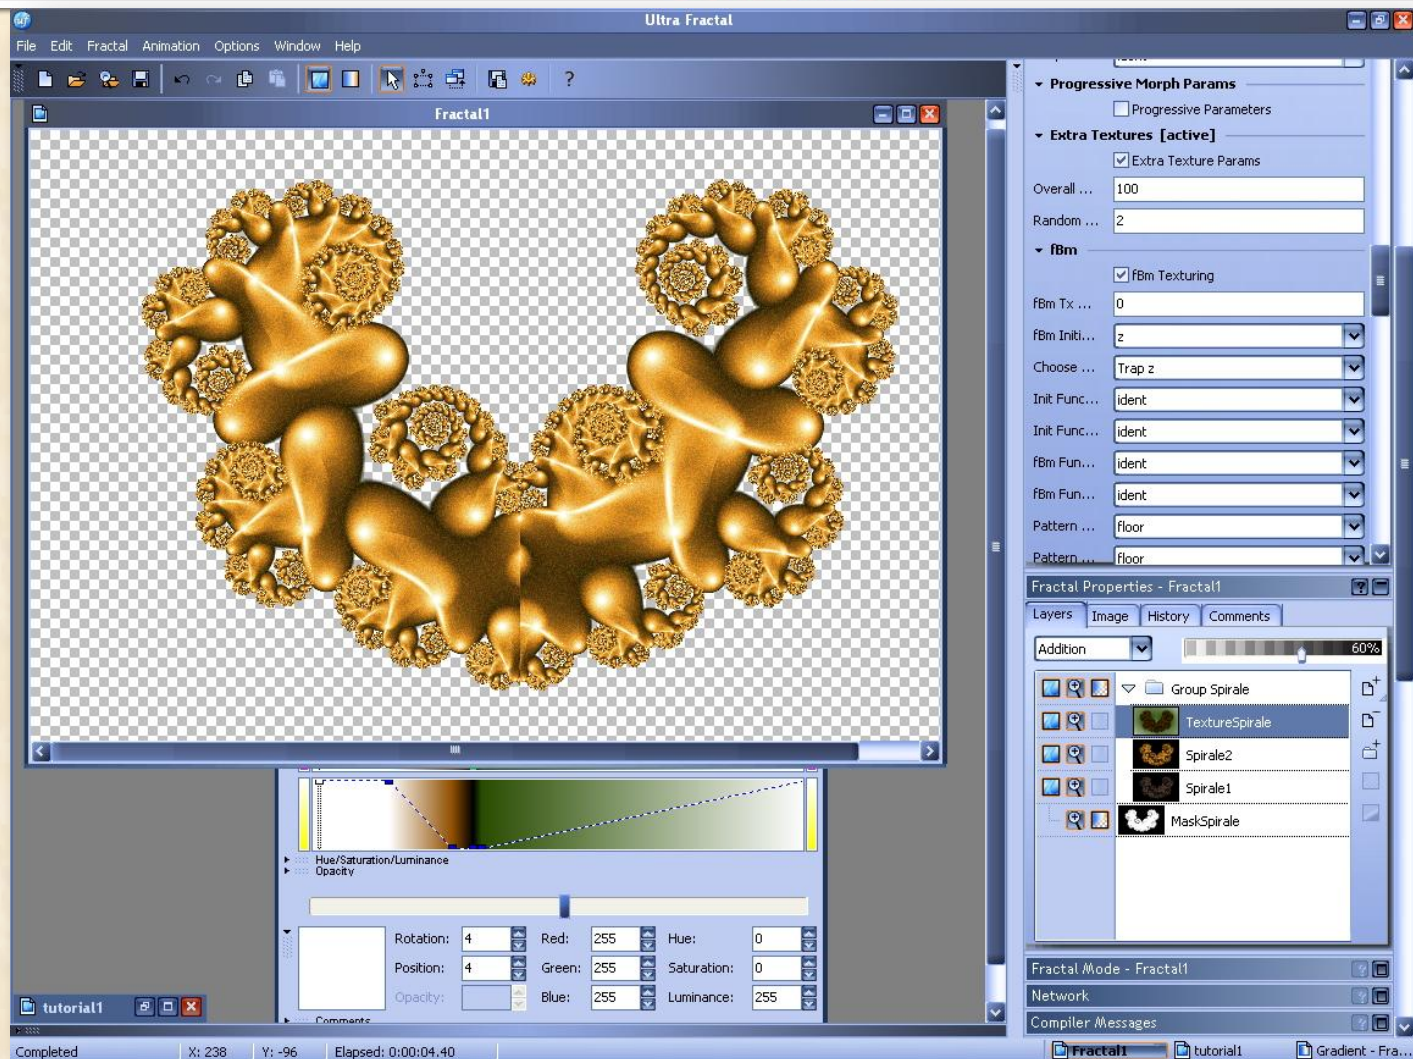 Ultra Fractal
File Edit Fractal Animation Options Window Help
Fractal1
Progressive Morph Params
Progressive Parameters
Extra Textures [active]
Extra Texture Params
Overall ... 100
Random ... 2
fBm
fBm Texturing
fBm Tx ... 0
fBm Initi... z
Choose ... Trap z
Init Func... ident
Init Func... ident
fBm Fun... ident
fBm Fun... ident
Pattern ... floor
Pattern ... floor
Fractal Properties - Fractal1
Layers Image History Comments
Addition 60%
Group Spirale
TextureSpirale
Spirale2
Spirale1
MaskSpirale
Hue/Saturation/Luminance
Opacity
Rotation: 4 Red: 255 Hue: 0
Position: 4 Green: 255 Saturation: 0
Opacity: Blue: 255 Luminance: 255
Comments
Fractal Mode - Fractal1
Network
Compiler Messages
tutorial1
Completed X: 238 Y: -96 Elapsed: 0:00:04.40
Fractal1 tutorial1 Gradient - Fra...